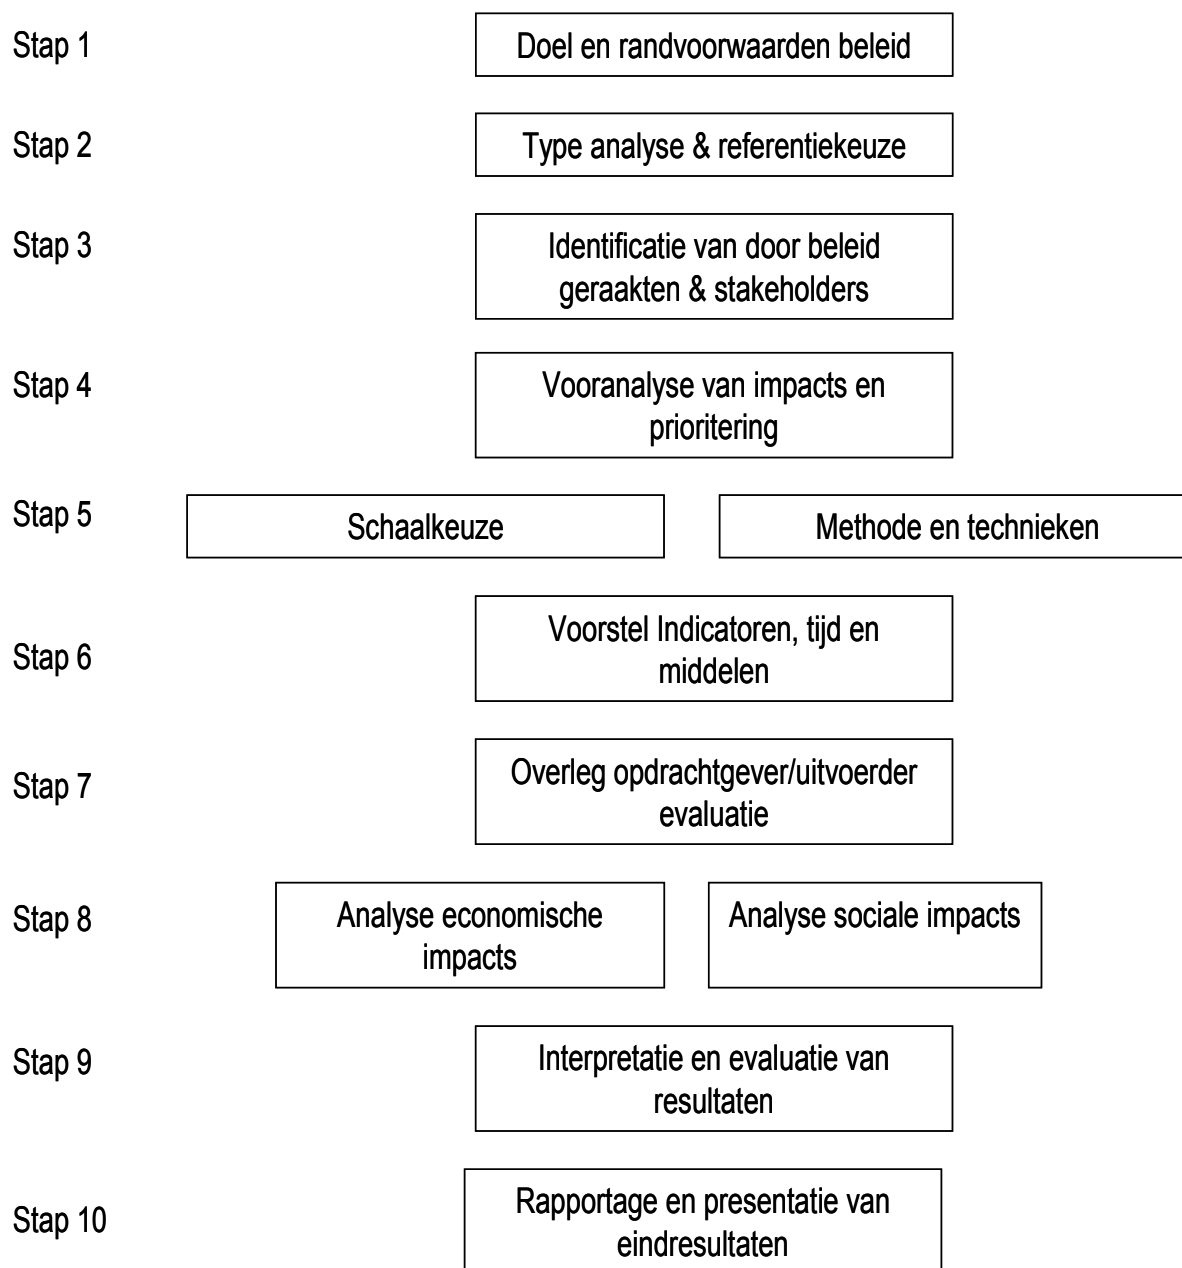 Stap 1
Doel en randvoorwaarden beleid
Stap 2
Type analyse & referentiekeuze
Stap 3
Identificatie van door beleid
geraakten & stakeholders
Stap 4
Vooranalyse van impacts en
prioritering
Stap 5
Schaalkeuze
Methode en technieken
Stap 6
Voorstel Indicatoren, tijd en
middelen
Stap 7
Overleg opdrachtgever/uitvoerder
evaluatie
Stap 8
Analyse economische
impacts
Analyse sociale impacts
Stap 9
Interpretatie en evaluatie van
resultaten
Stap 10
Rapportage en presentatie van
eindresultaten